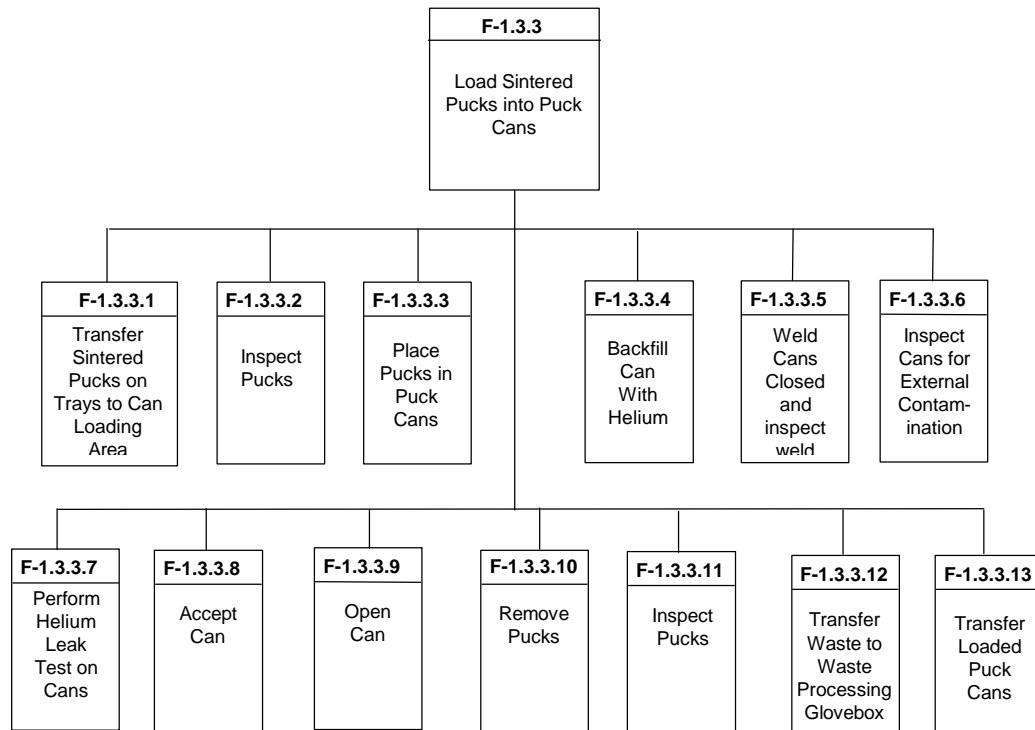 F-1.3.3
Load Sintered
Pucks into Puck
Cans
F-1.3.3.1
Transfer
Sintered
Pucks on
Trays to Can
Loading
Area
F-1.3.3.2
Inspect
Pucks
F-1.3.3.3
Place
Pucks in
Puck
Cans
F-1.3.3.4
Backfill
Can
With
Helium
F-1.3.3.5
Weld
Cans
Closed
and
inspect
weld
F-1.3.3.6
Inspect
Cans for
External
Contam-
ination
F-1.3.3.7
Perform
Helium
Leak
Test on
Cans
F-1.3.3.8
Accept
Can
F-1.3.3.9
Open
Can
F-1.3.3.10
Remove
Pucks
F-1.3.3.11
Inspect
Pucks
F-1.3.3.12
Transfer
Waste to
Waste
Processing
Glovebox
F-1.3.3.13
Transfer
Loaded
Puck
Cans